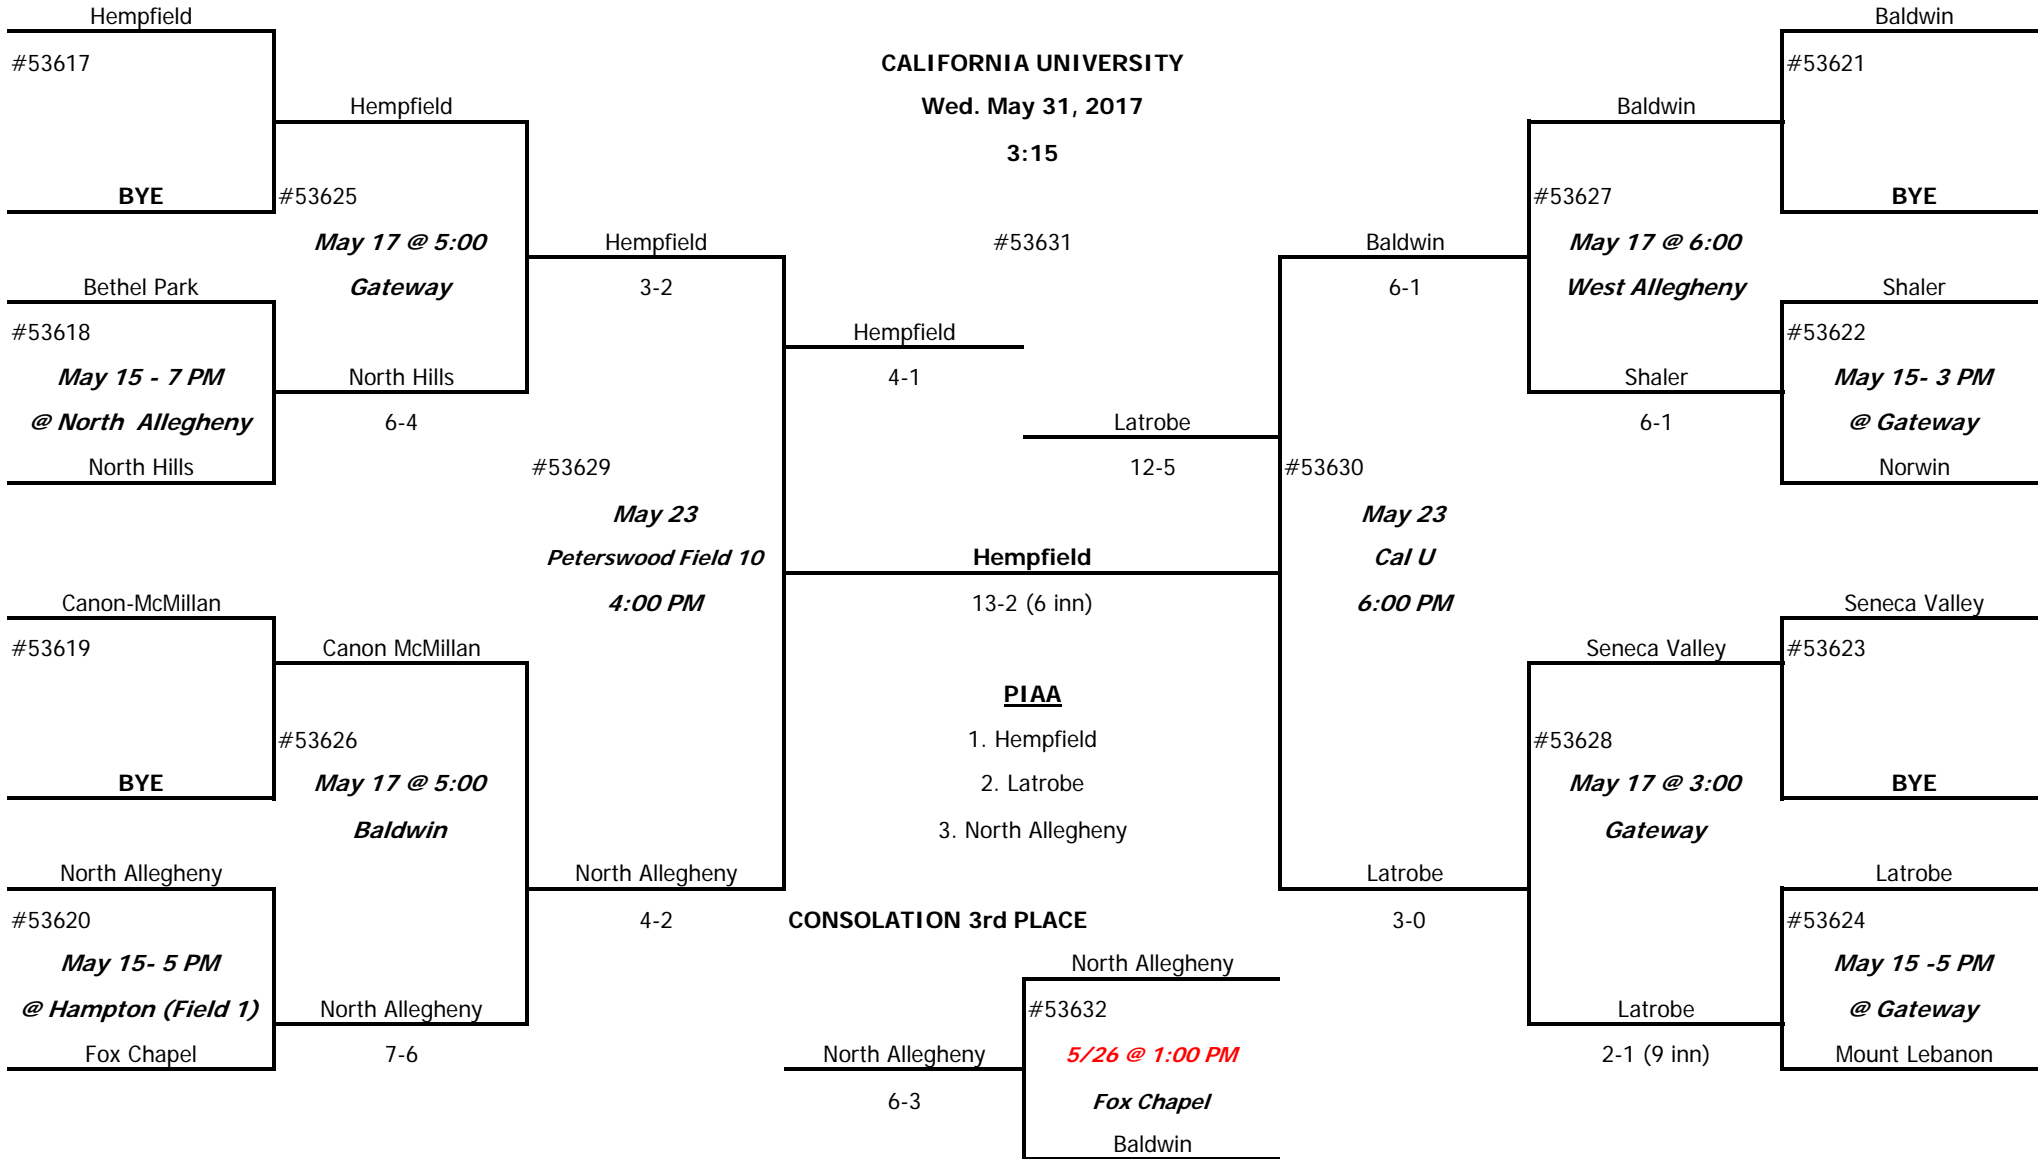 Hempfield
#53617
BYE
Bethel Park
#53618
May 15 - 7 PM
@ North Allegheny
North Hills
Canon-McMillan
#53619
BYE
North Allegheny
#53620
May 15- 5 PM
@ Hampton (Field 1)
Fox Chapel
Hempfield
#53625
May 17 @ 5:00
Gateway
North Hills
6-4
Canon McMillan
#53626
May 17 @ 5:00
Baldwin
North Allegheny
7-6
Hempfield
3-2
#53629
May 23
Peterswood Field 10
4:00 PM
North Allegheny
4-2
CALIFORNIA UNIVERSITY
Wed. May 31, 2017
3:15
#53631
Hempfield
4-1
Latrobe
12-5
Hempfield
13-2 (6 inn)
PIAA
1. Hempfield
2. Latrobe
3. North Allegheny
CONSOLATION 3rd PLACE
North Allegheny
#53632
5/26 @ 1:00 PM
Fox Chapel
Baldwin
North Allegheny
6-3
Baldwin
6-1
#53630
May 23
Cal U
6:00 PM
Latrobe
3-0
Baldwin
#53627
May 17 @ 6:00
West Allegheny
Shaler
6-1
Seneca Valley
#53628
May 17 @ 3:00
Gateway
Latrobe
2-1 (9 inn)
Baldwin
#53621
BYE
Shaler
#53622
May 15- 3 PM
@ Gateway
Norwin
Seneca Valley
#53623
BYE
Latrobe
#53624
May 15 -5 PM
@ Gateway
Mount Lebanon